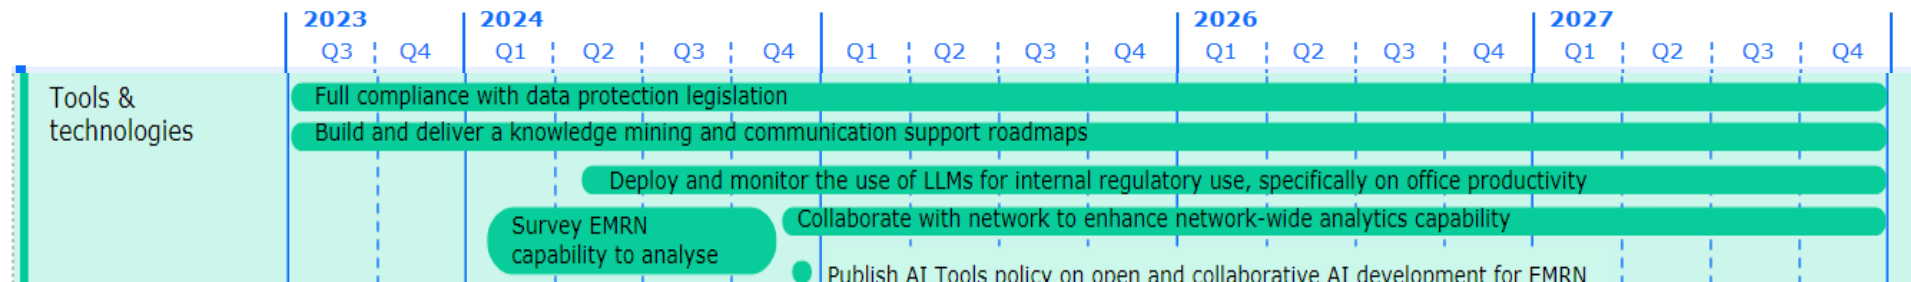 2023 2024 2026 2027
Q3 Q4 Q1 Q2 Q3 Q4 Q1 Q2 Q3 Q4 Q1 Q2 Q3 Q4 Q1 Q2 Q3 Q4
Tools &
technologies
Full compliance with data protection legislation
Build and deliver a knowledge mining and communication support roadmaps
Deploy and monitor the use of LLMs for internal regulatory use, specifically on office productivity
Survey EMRN
capability to analyse
Collaborate with network to enhance network-wide analytics capability
Publish AI Tools policy on open and collaborative AI development for EMRN